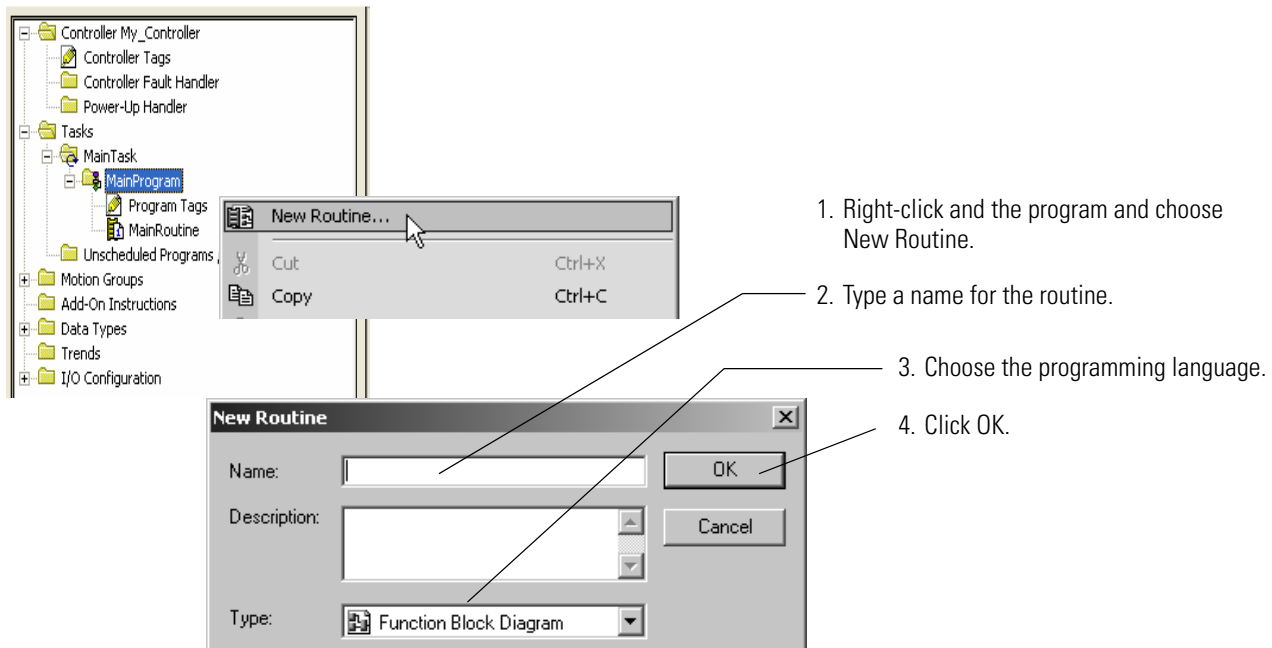 Controller My_Controller
Controller Tags
Controller Fault Handler
Power-Up Handler
Tasks
MainTask
MainProgram
Program Tags
MainRoutine
Unscheduled Programs
Motion Groups
Add-On Instructions
Data Types
Trends
I/O Configuration
New Routine...
Cut Ctrl+X
Copy Ctrl+C
1. Right-click and the program and choose
New Routine.
2. Type a name for the routine.
3. Choose the programming language.
4. Click OK.
New Routine
Name:
OK
Description:
Cancel
Type:
Function Block Diagram